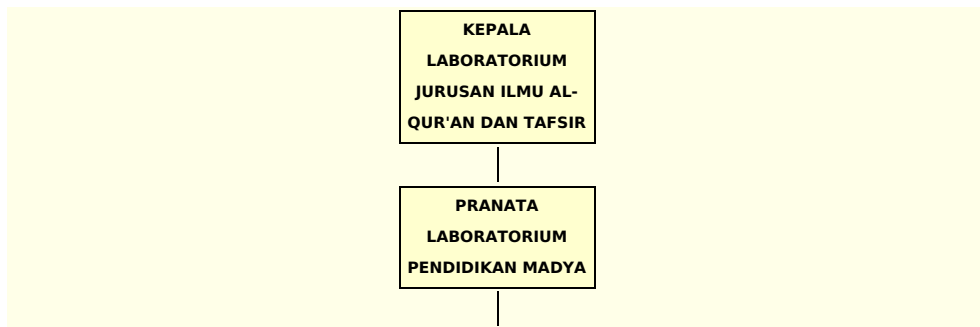 KEPALA
LABORATORIUM
JURUSAN ILMU AL-
QUR'AN DAN TAFSIR
PRANATA
LABORATORIUM
PENDIDIKAN MADYA